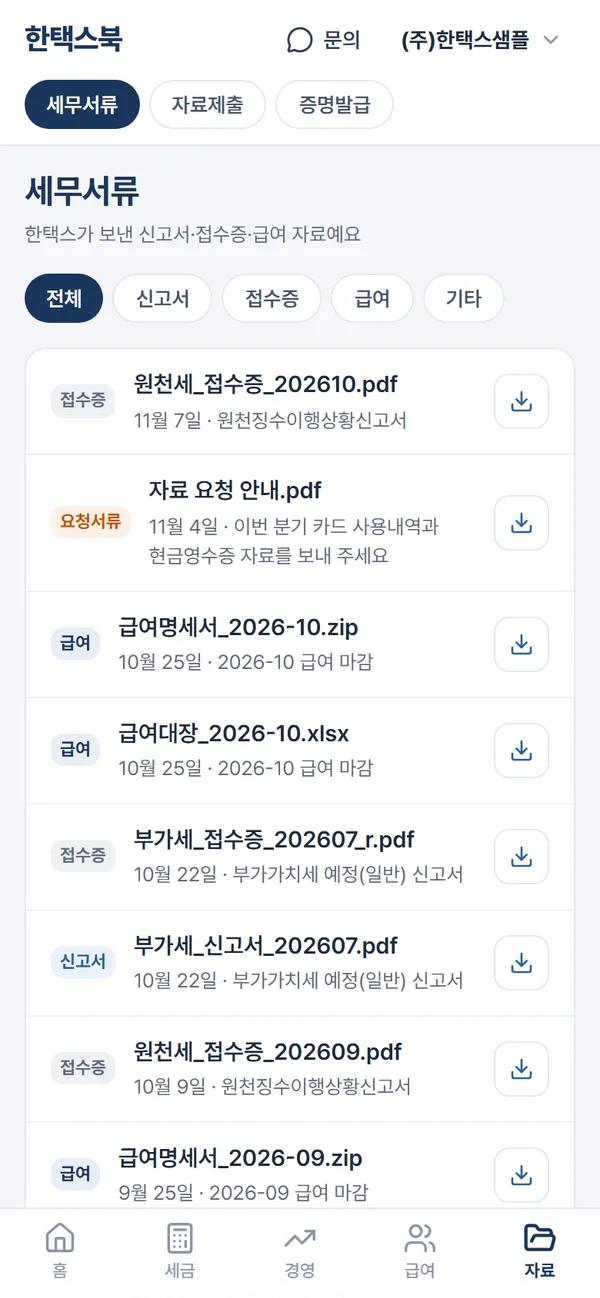 한택스북
문의
(주)한택스샘플
세무서류
자료제출
증명발급
세무서류
한택스가 보낸 신고서·접수증·급여 자료예요
전체
신고서
접수증
급여
기타
접수증
원천세_접수증_202610.pdf
11월 7일 · 원천징수이행상황신고서
요청서류
자료 요청 안내.pdf
11월 4일 · 이번 분기 카드 사용내역과
현금영수증 자료를 보내 주세요
급여
급여명세서_2026-10.zip
10월 25일 · 2026-10 급여 마감
급여
급여대장_2026-10.xlsx
10월 25일 · 2026-10 급여 마감
접수증
부가세_접수증_202607_r.pdf
10월 22일 · 부가가치세 예정(일반) 신고서
신고서
부가세_신고서_202607.pdf
10월 22일 · 부가가치세 예정(일반) 신고서
접수증
원천세_접수증_202609.pdf
10월 9일 · 원천징수이행상황신고서
급여
급여명세서_2026-09.zip
9월 25일 · 2026-09 급여 마감
홈
세금
경영
급여
자료